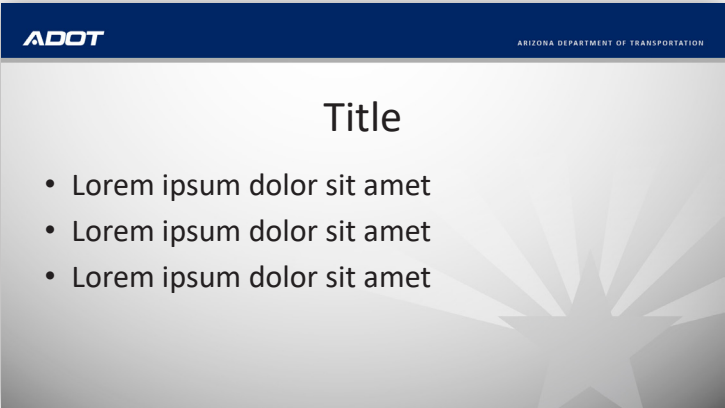 ADOT
ARIZONA DEPARTMENT OF TRANSPORTATION
Title
• Lorem ipsum dolor sit amet
• Lorem ipsum dolor sit amet
• Lorem ipsum dolor sit amet